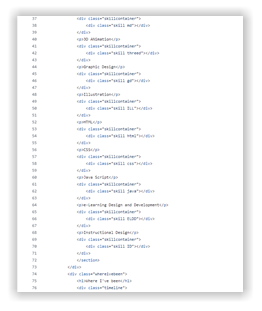 37 <div class="skillcontainer">
38 <div class="skill md"></div>
39 </div>
40 <p>3D Animation</p>
41 <div class="skillcontainer">
42 <div class="skill threed"></div>
43 </div>
44 <p>Graphic Design</p>
45 <div class="skillcontainer">
46 <div class="skill gd"></div>
47 </div>
48 <p>Illustration</p>
49 <div class="skillcontainer">
50 <div class="skill ILL"></div>
51 </div>
52 <p>HTML</p>
53 <div class="skillcontainer">
54 <div class="skill html"></div>
55 </div>
56 <p>CSS</p>
57 <div class="skillcontainer">
58 <div class="skill css"></div>
59 </div>
60 <p>Java Script</p>
61 <div class="skillcontainer">
62 <div class="skill java"></div>
63 </div>
64 <p>e-Learning Design and Development</p>
65 <div class="skillcontainer">
66 <div class="skill ELDD"></div>
67 </div>
68 <p>Instructional Design</p>
69 <div class="skillcontainer">
70 <div class="skill ID"></div>
71 </div>
72 </section>
73 </div>
74 <div class="whereivebeen">
75 <h1>Where I've been</h1>
76 <div class="timeline">